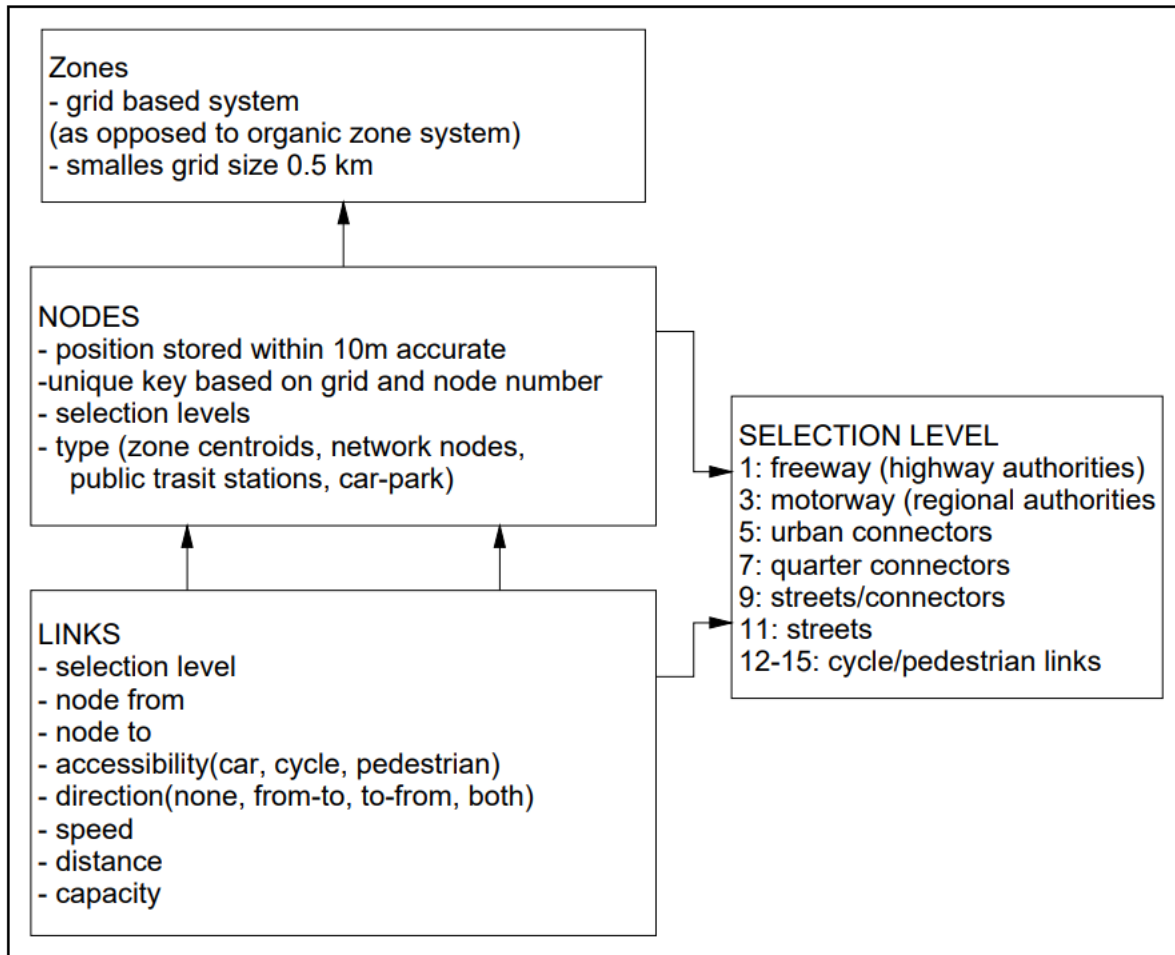 Zones
- grid based system
(as opposed to organic zone system)
- smalles grid size 0.5 km
NODES
- position stored within 10m accurate
-unique key based on grid and node number
- selection levels
- type (zone centroids, network nodes,
public trasit stations, car-park)
SELECTION LEVEL
1: freeway (highway authorities)
3: motorway (regional authorities
5: urban connectors
7: quarter connectors
9: streets/connectors
11: streets
12-15: cycle/pedestrian links
LINKS
- selection level
- node from
- node to
- accessibility(car, cycle, pedestrian)
- direction(none, from-to, to-from, both)
- speed
- distance
- capacity